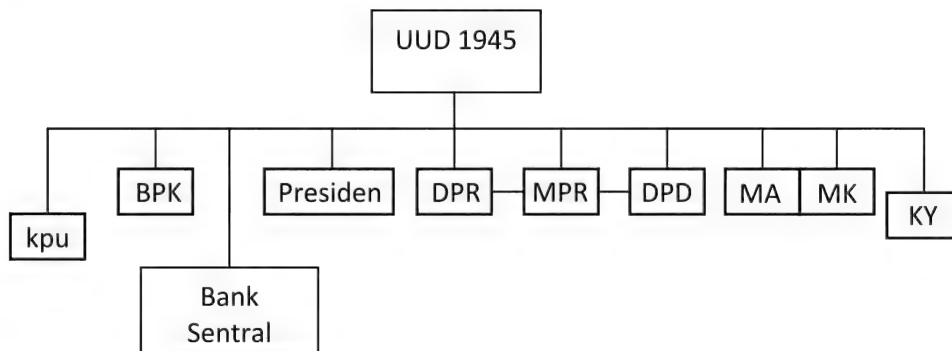 UUD 1945
BPK
Presiden
DPR
MPR
DPD
MA
MK
KY
kpu
Bank
Sentral